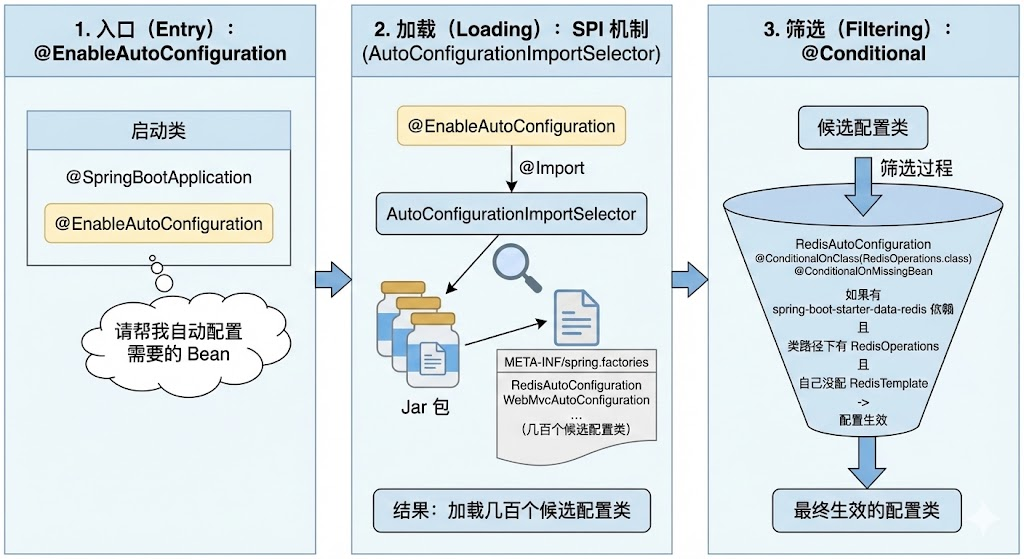 1. 入口（Entry）：
@EnableAutoConfiguration
启动类
@SpringBootApplication
@EnableAutoConfiguration
请帮我自动配置
需要的 Bean
2. 加载（Loading）：SPI 机制
(AutoConfigurationImportSelector)
@EnableAutoConfiguration
@Import
AutoConfigurationImportSelector
Jar 包
META-INF/spring.factories
RedisAutoConfiguration
WebMvcAutoConfiguration
...
（几百个候选配置类）
结果：加载几百个候选配置类
3. 筛选（Filtering）：
@Conditional
候选配置类
筛选过程
RedisAutoConfiguration
@ConditionalOnClass(RedisOperations.class)
@ConditionalOnMissingBean
如果有
spring-boot-starter-data-redis 依赖
且
类路径下有 RedisOperations
且
自己没配 RedisTemplate
->
配置生效
最终生效的配置类